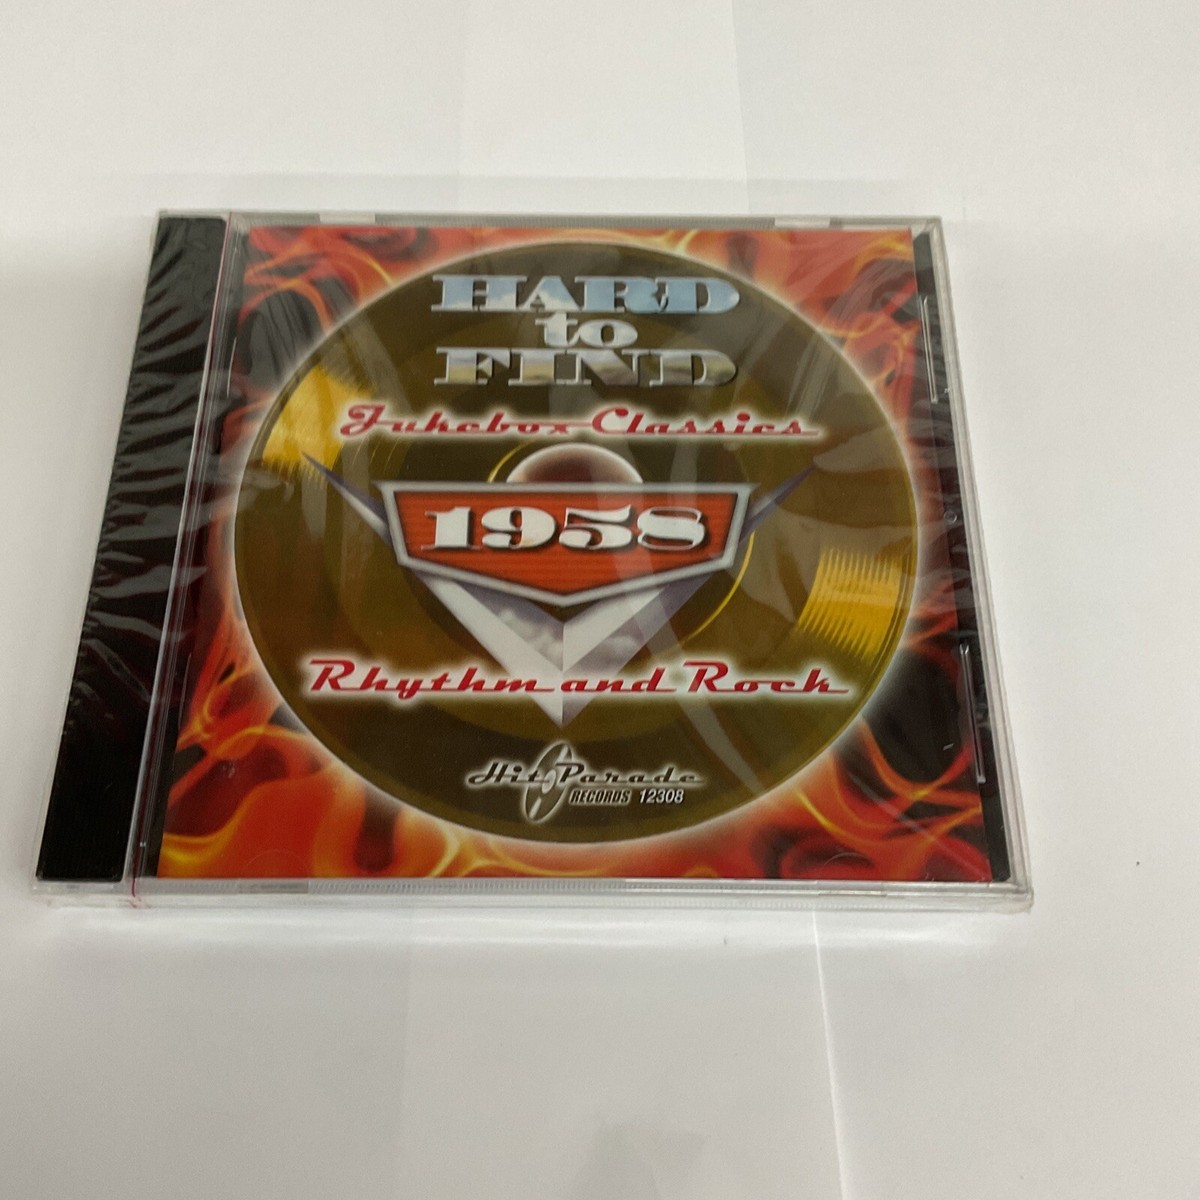 HARD
to
FIND
Jukebox Classics
1958
Rhythm and Rock
Hit Parade
RECORDS 12308